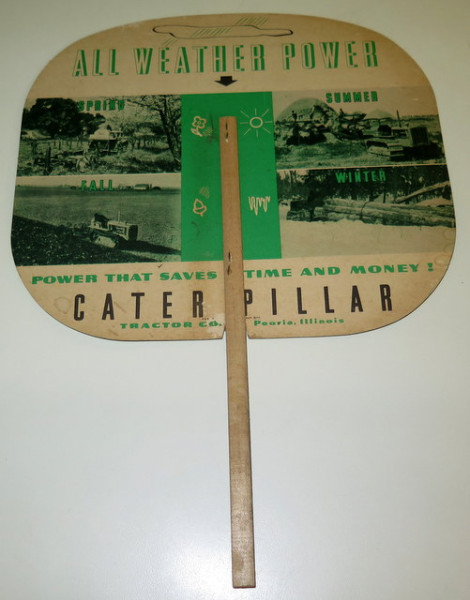 ALL WEATHER POWER
SPRING
SUMMER
FALL
WINTER
POWER THAT SAVES TIME AND MONEY!
CATERPILLAR
TRACTOR CO. Peoria, Illinois